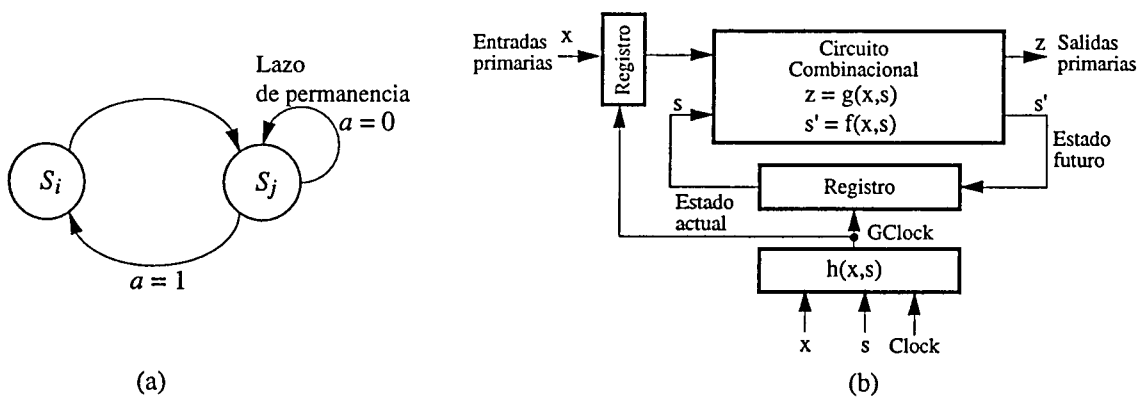 Lazo
de permanencia
a = 0
S_i
S_j
a = 1
(a)
Entradas
primarias
x
Registro
Circuito
Combinacional
z = g(x,s)
s' = f(x,s)
z
Salidas
primarias
s
s'
Estado
futuro
Registro
Estado
actual
GClock
h(x,s)
x
s
Clock
(b)